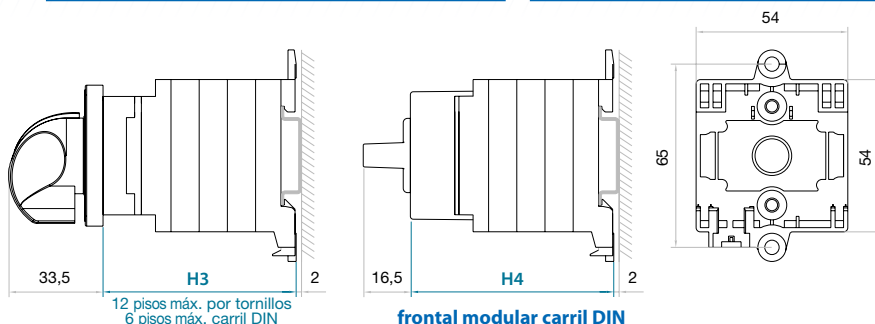 54
65
54
33,5
H3
2
16,5
H4
2
12 pisos máx. por tornillos
6 pisos máx. carril DIN
frontal modular carril DIN